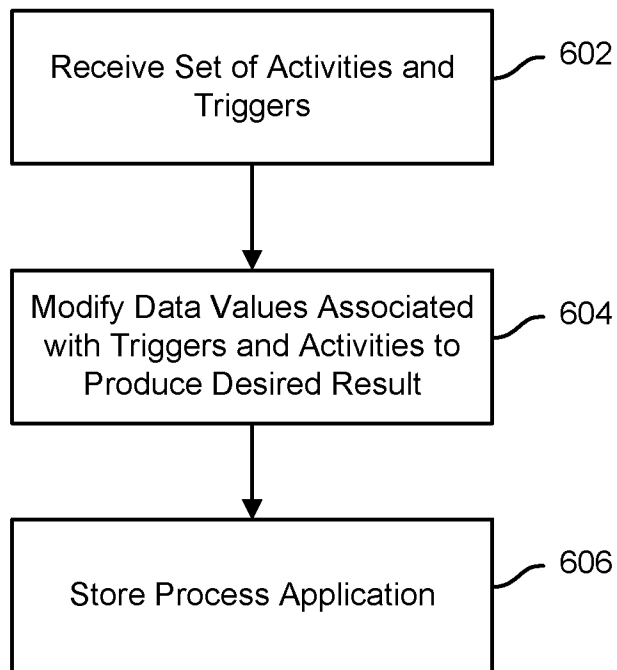 Receive Set of Activities and
Triggers
602
Modify Data Values Associated
with Triggers and Activities to
Produce Desired Result
604
Store Process Application
606